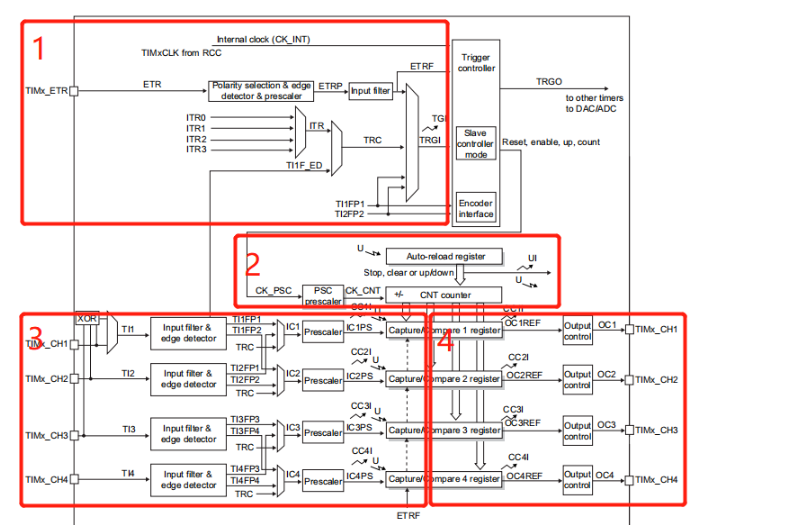 1
Internal clock (CK_INT)
TIMxCLK from RCC
Trigger controller
ETRF
TRGO
to other timers
to DAC/ADC
TIMx_ETR
ETR
Polarity selection & edge
detector & prescaler
ETRP
Input filter
ITR0
ITR1
ITR2
ITR3
ITR
TRC
TRGI
TI1F_ED
Slave
controller
mode
Reset, enable, up, count
TI1FP1
TI2FP2
Encoder
interface
2
U
Auto-reload register
UI
Stop, clear or up/down
U
CK_PSC
PSC
prescaler
CK_CNT
+/-
CNT counter
3
4
XOR
TI1
Input filter &
edge detector
TI1FP1
TI1FP2
TRC
IC1
Prescaler
IC1PS
U
Capture/Compare 1 register
OC1REF
Output
control
OC1
TIMx_CH1
TIMx_CH1
TIMx_CH2
TI2
Input filter &
edge detector
TI2FP1
TI2FP2
TRC
IC2
Prescaler
CC2I
U
IC2PS
Capture/Compare 2 register
CC2I
OC2REF
Output
control
OC2
TIMx_CH2
TIMx_CH3
TI3
Input filter &
edge detector
TI3FP3
TI3FP4
TRC
IC3
Prescaler
CC3I
U
IC3PS
Capture/Compare 3 register
CC3I
OC3REF
Output
control
OC3
TIMx_CH3
TIMx_CH4
TI4
Input filter &
edge detector
TI4FP3
TI4FP4
TRC
IC4
Prescaler
CC4I
U
IC4PS
Capture/Compare 4 register
CC4I
OC4REF
Output
control
OC4
TIMx_CH4
ETRF